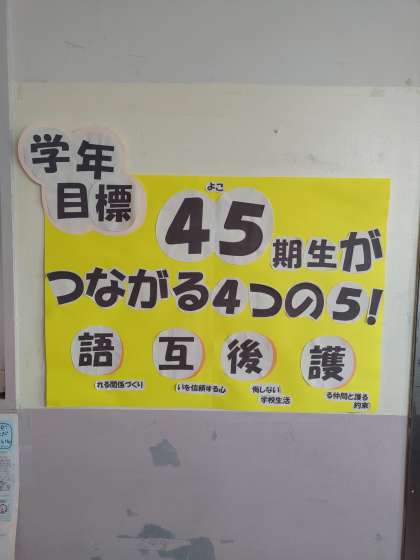 学年
目標
よこ
45期生が
つながる4つの5!
語 互 後 護
れる関係づくり いを信頼する心 悔しない る仲間と護る
学校生活 約束